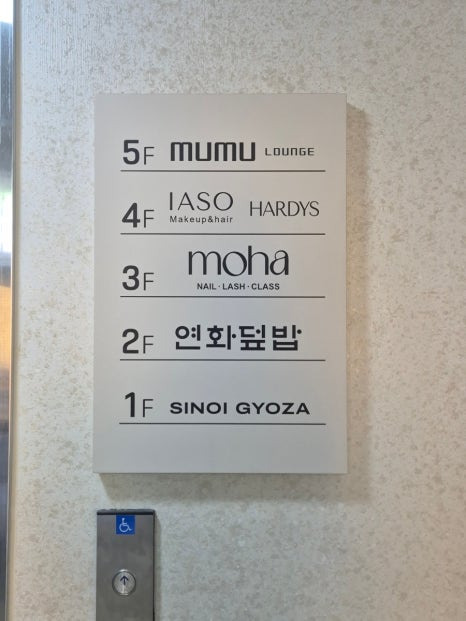 5F MUMU LOUNGE
4F IASO Makeup&hair HARDYS
3F moha
NAIL · LASH · CLASS
2F 연화덮밥
1F SINOI GYOZA